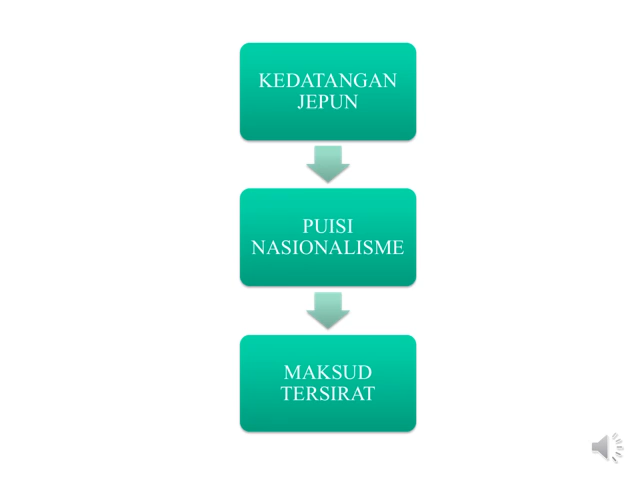 KEDATANGAN
JEPUN
PUISI
NASIONALISME
MAKSUD
TERSIRAT